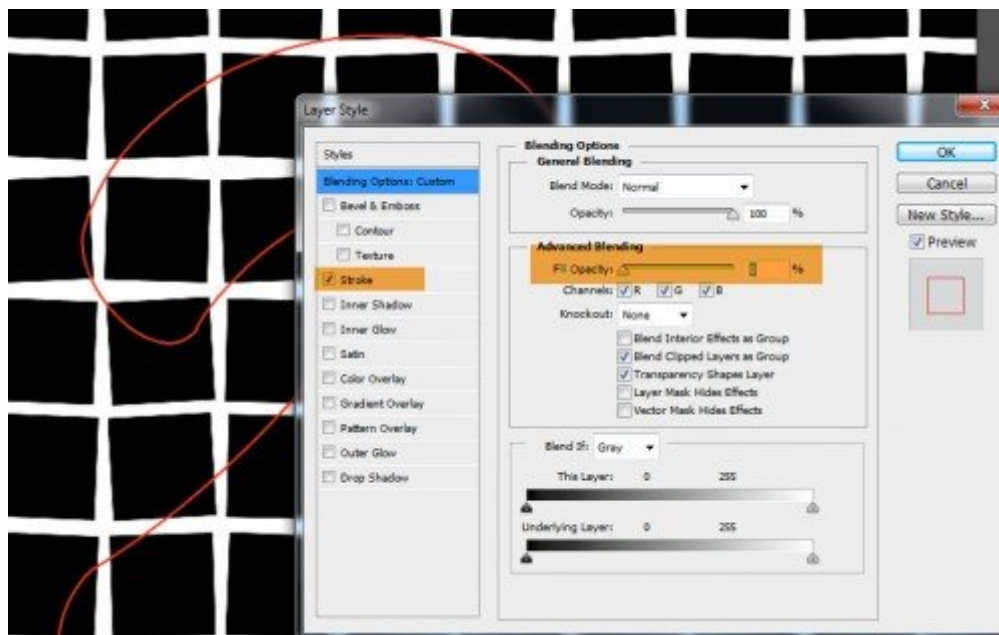 Layer Style
Styles
Blending Options: Custom
Bevel & Emboss
Contour
Texture
Stroke
Inner Shadow
Inner Glow
Satin
Color Overlay
Gradient Overlay
Pattern Overlay
Outer Glow
Drop Shadow
Blending Options
General Blending
Blend Mode: Normal
Opacity: 100 %
Advanced Blending
Fill Opacity: 0 %
Channels: R G B
Knockout: None
Blend Interior Effects as Group
Blend Clipped Layers as Group
Transparency Shapes Layer
Layer Mask Hides Effects
Vector Mask Hides Effects
Blend If: Gray
This Layer: 0 255
Underlying Layer: 0 255
OK
Cancel
New Style...
Preview